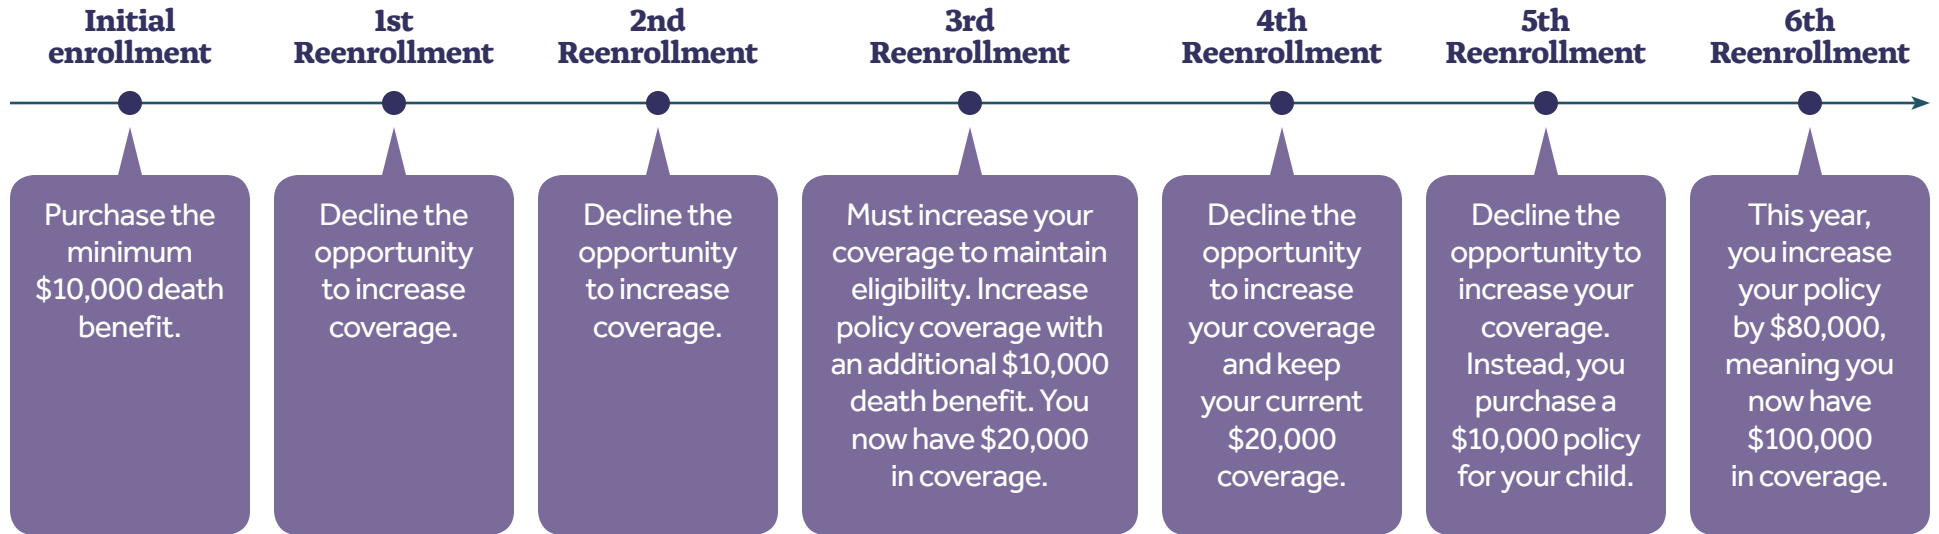 Initial
enrollment
1st
Reenrollment
2nd
Reenrollment
3rd
Reenrollment
4th
Reenrollment
5th
Reenrollment
6th
Reenrollment
Purchase the
minimum
$10,000 death
benefit.
Decline the
opportunity
to increase
coverage.
Decline the
opportunity
to increase
coverage.
Must increase your
coverage to maintain
eligibility. Increase
policy coverage with
an additional $10,000
death benefit. You
now have $20,000
in coverage.
Decline the
opportunity
to increase
your coverage
and keep
your current
$20,000
coverage.
Decline the
opportunity to
increase your
coverage.
Instead, you
purchase a
$10,000 policy
for your child.
This year,
you increase
your policy
by $80,000,
meaning you
now have
$100,000
in coverage.